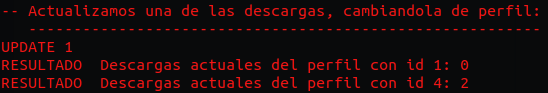 -- Actualizamos una de las descargas, cambiandola de perfil:
---------------------------------------------------------
UPDATE 1
RESULTADO  Descargas actuales del perfil con id 1: 0
RESULTADO  Descargas actuales del perfil con id 4: 2